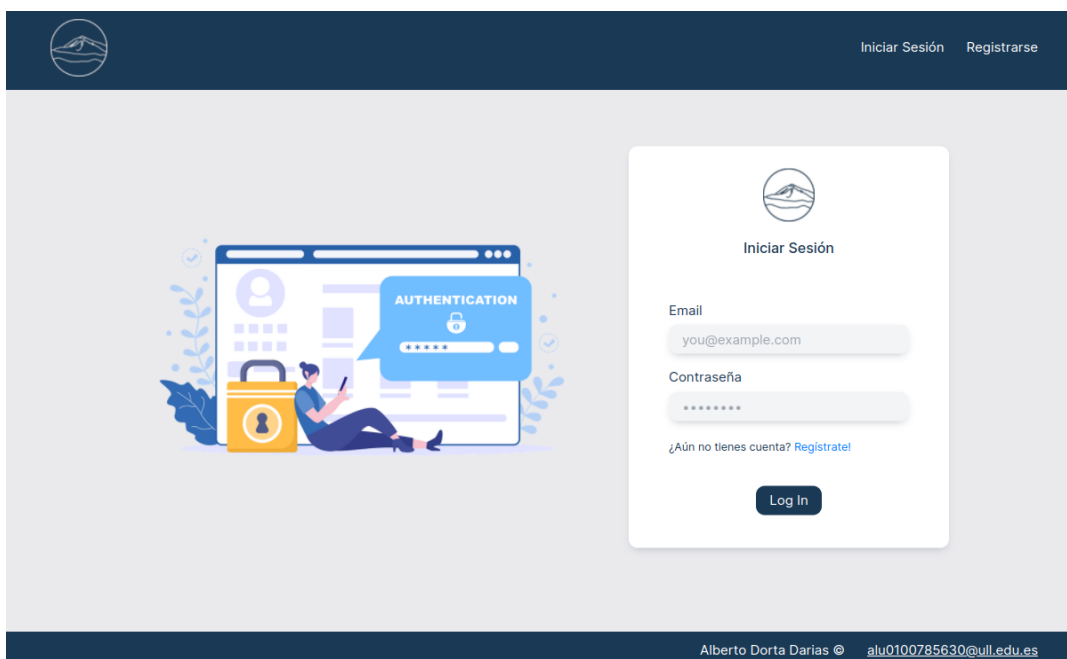 Iniciar Sesión Registrarse
AUTHENTICATION
*****
Iniciar Sesión
Email
you@example.com
Contraseña
••••••••
¿Aún no tienes cuenta? Regístrate!
Log In
Alberto Dorta Darias © alu0100785630@ull.edu.es